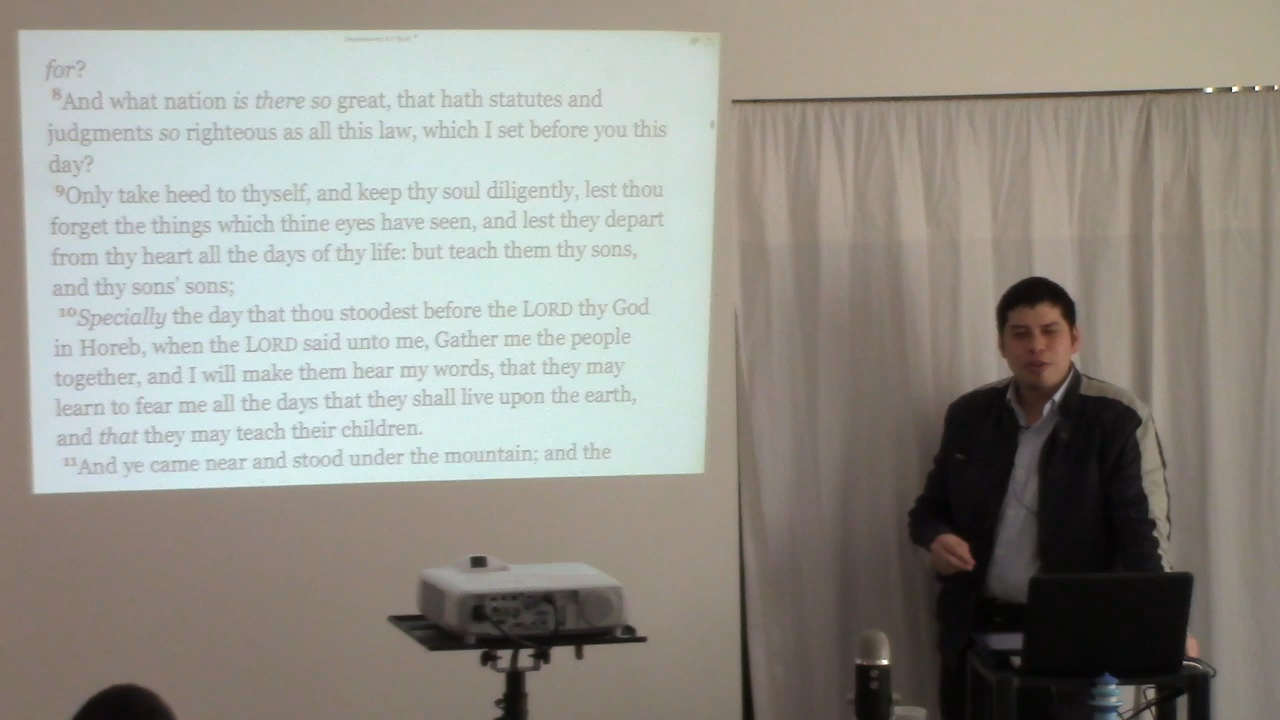 for?
⁸And what nation is there so great, that hath statutes and
judgments so righteous as all this law, which I set before you this
day?
⁹Only take heed to thyself, and keep thy soul diligently, lest thou
forget the things which thine eyes have seen, and lest they depart
from thy heart all the days of thy life: but teach them thy sons,
and thy sons' sons;
¹⁰Specially the day that thou stoodest before the LORD thy God
in Horeb, when the LORD said unto me, Gather me the people
together, and I will make them hear my words, that they may
learn to fear me all the days that they shall live upon the earth,
and that they may teach their children.
¹¹And ye came near and stood under the mountain; and the